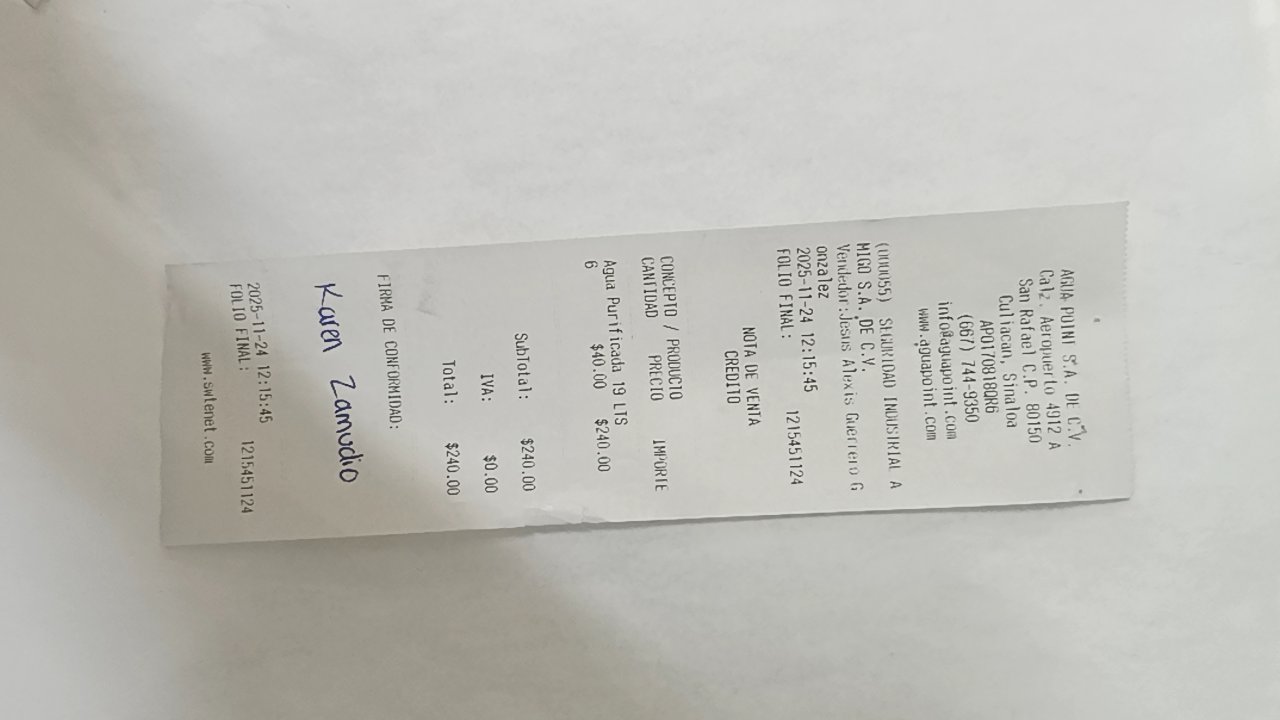 AGUA POINT S.A. DE C.V.
Calz. Aeropuerto 4912 A
San Rafael C.P. 80150
Culiacan, Sinaloa
APO170818QR6
(667) 744-9350
info@aguapoint.com
www.aguapoint.com
(000055) SEGURIDAD INDUSTRIAL A
MIGO S.A. DE C.V.
Vendedor:Jesus Alexis Guerrero G
onzalez
2025-11-24 12:15:45
FOLIO FINAL: 1215451124
NOTA DE VENTA
CREDITO
CONCEPTO / PRODUCTO
CANTIDAD PRECIO IMPORTE
Agua Purificada 19 LTS
6 $40.00 $240.00
SubTotal: $240.00
IVA: $0.00
Total: $240.00
FIRMA DE CONFORMIDAD:
Karen Zamudio
2025-11-24 12:15:45
FOLIO FINAL: 1215451124
www.swtenet.com